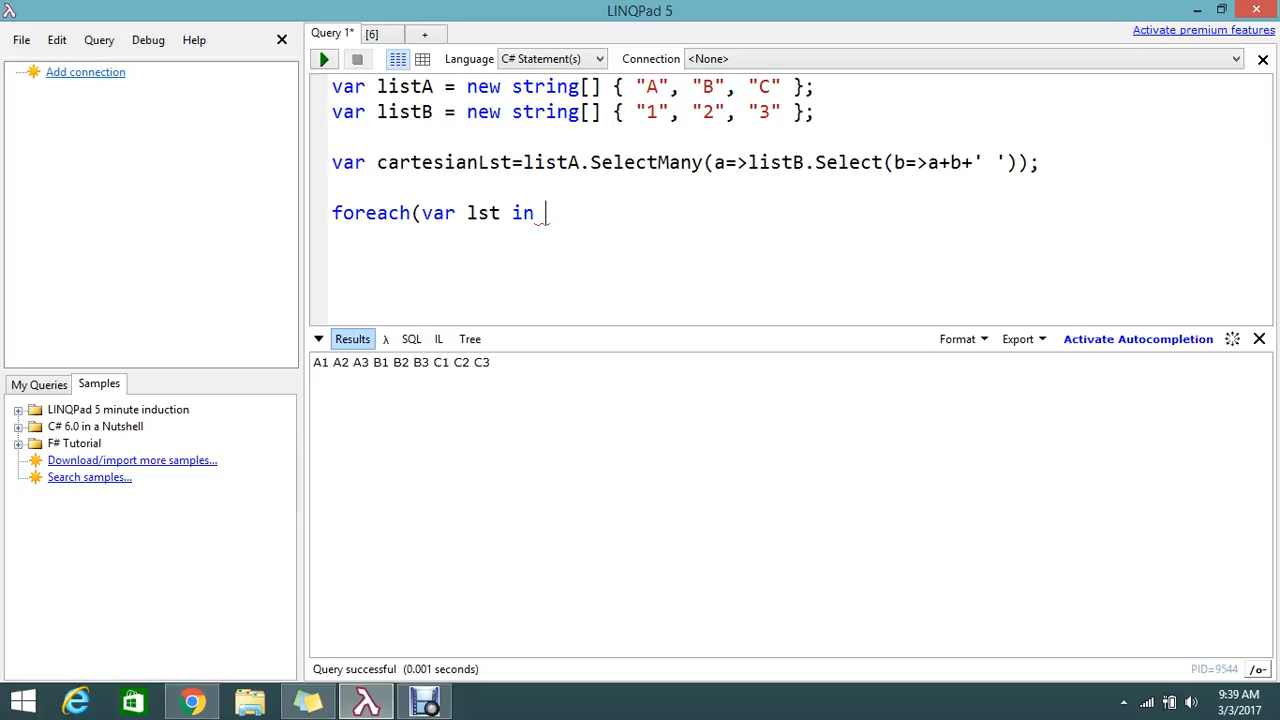 LINQPad 5
File Edit Query Debug Help
Add connection
My Queries Samples
LINQPad 5 minute induction
C# 6.0 in a Nutshell
F# Tutorial
Download/import more samples...
Search samples...
Query 1* [6] +
Activate premium features
Language C# Statement(s) Connection <None>
var listA = new string[] { "A", "B", "C" };
var listB = new string[] { "1", "2", "3" };
var cartesianLst=listA.SelectMany(a=>listB.Select(b=>a+b+' '));
foreach(var lst in
Results λ SQL IL Tree Format Export Activate Autocompletion
A1 A2 A3 B1 B2 B3 C1 C2 C3
Query successful (0.001 seconds)
PID=9544 /o-
9:39 AM
3/3/2017